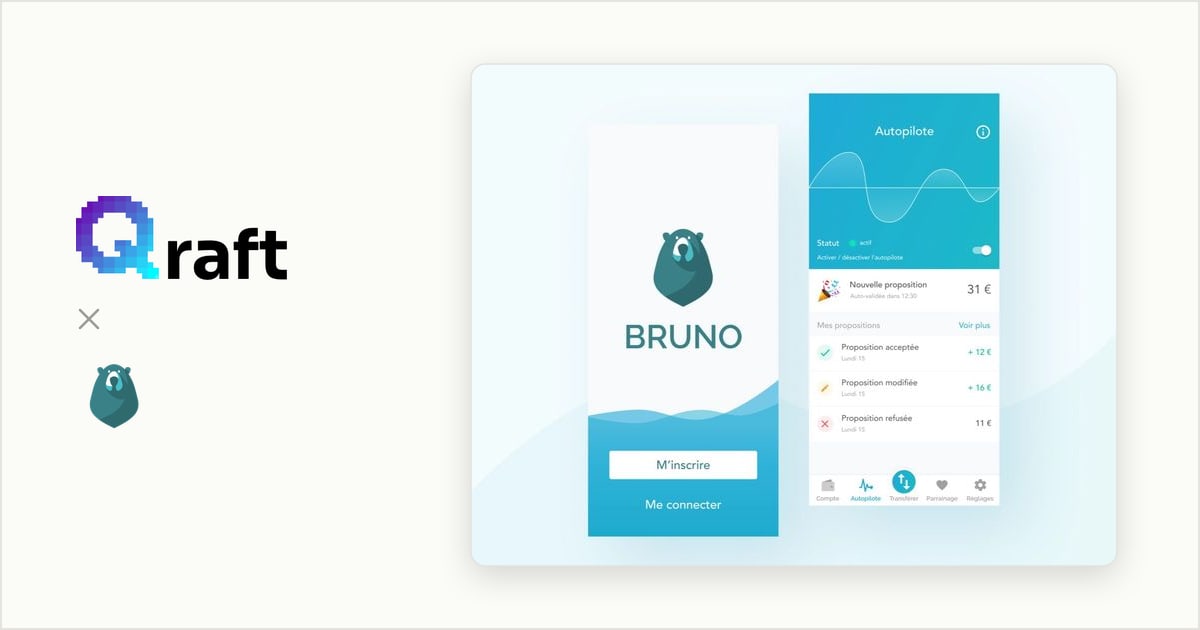 Qraft
BRUNO
M'inscrire
Me connecter
Autopilote
Statut actif
Activer / désactiver l'autopilote
Nouvelle proposition
Auto-validée dans 12:30
31 €
Mes propositions Voir plus
Proposition acceptée
Lundi 15
+ 12 €
Proposition modifiée
Lundi 15
+ 16 €
Proposition refusée
Lundi 15
11 €
Compte Autopilote Transférer Parrainage Réglages